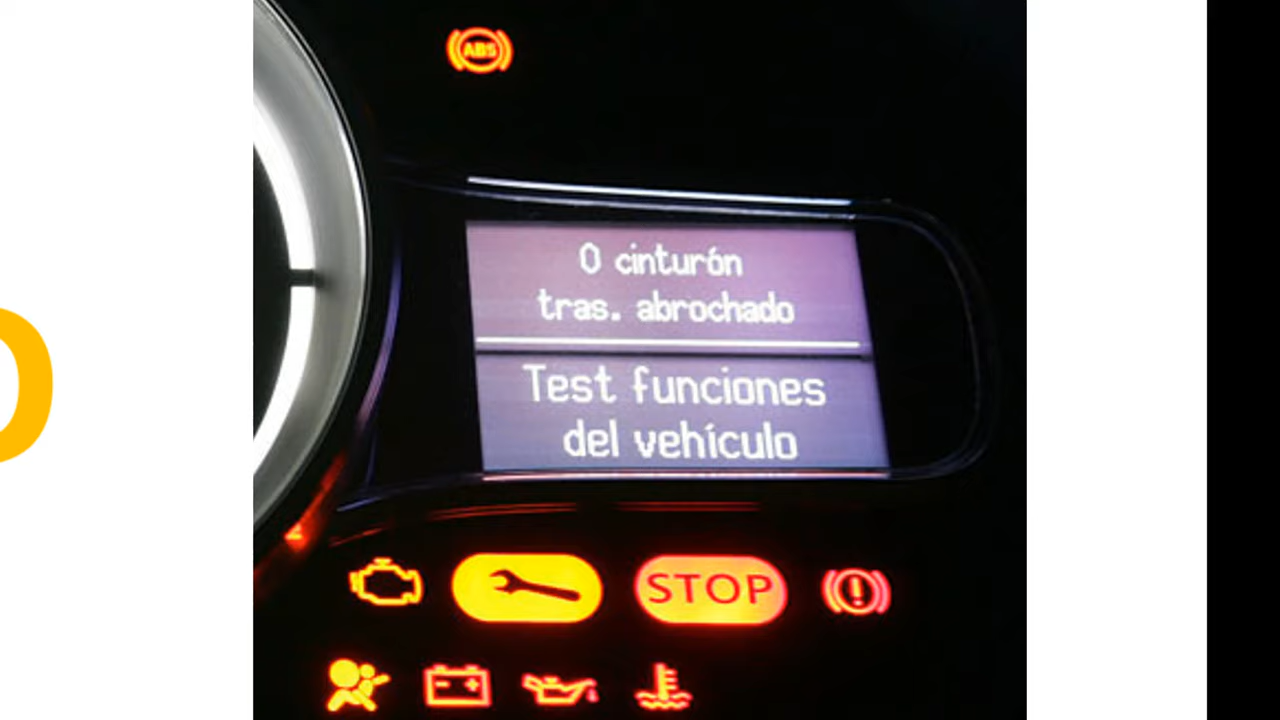 ABS
0 cinturón
tras. abrochado
Test funciones
del vehículo
STOP